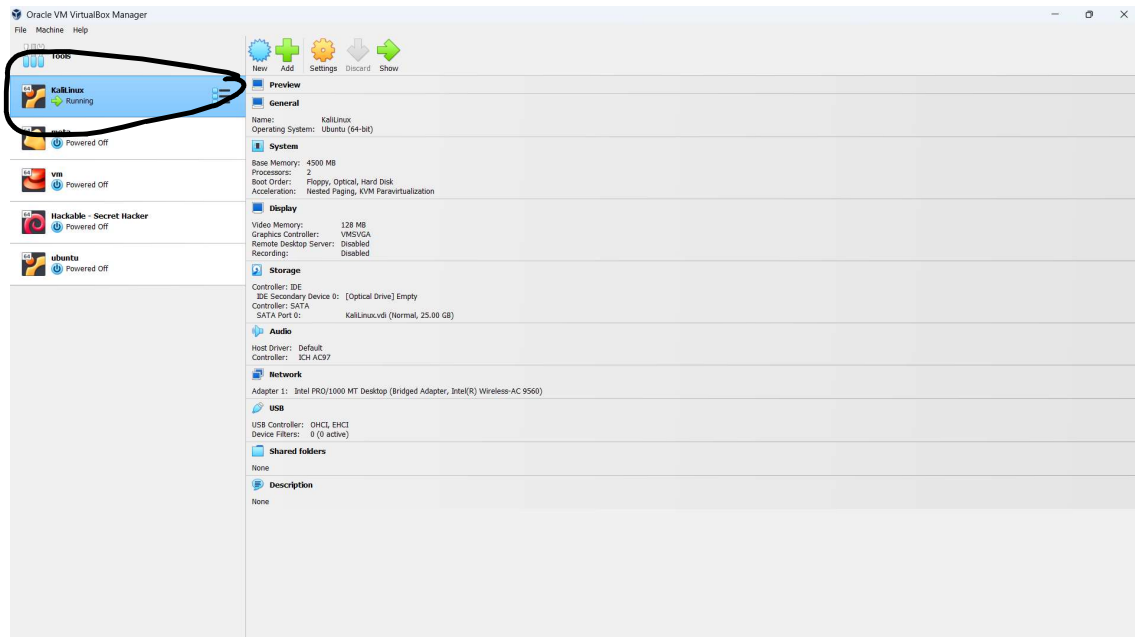 Oracle VM VirtualBox Manager
File Machine Help
Tools
New Add Settings Discard Show
64
KaliLinux
Running
meta
Powered Off
64
vm
Powered Off
64
Hackable - Secret Hacker
Powered Off
64
ubuntu
Powered Off
Preview
General
Name: KaliLinux
Operating System: Ubuntu (64-bit)
System
Base Memory: 4500 MB
Processors: 2
Boot Order: Floppy, Optical, Hard Disk
Acceleration: Nested Paging, KVM Paravirtualization
Display
Video Memory: 128 MB
Graphics Controller: VMSVGA
Remote Desktop Server: Disabled
Recording: Disabled
Storage
Controller: IDE
IDE Secondary Device 0: [Optical Drive] Empty
Controller: SATA
SATA Port 0: KaliLinux.vdi (Normal, 25.00 GB)
Audio
Host Driver: Default
Controller: ICH AC97
Network
Adapter 1: Intel PRO/1000 MT Desktop (Bridged Adapter, Intel(R) Wireless-AC 9560)
USB
USB Controller: OHCI, EHCI
Device Filters: 0 (0 active)
Shared folders
None
Description
None